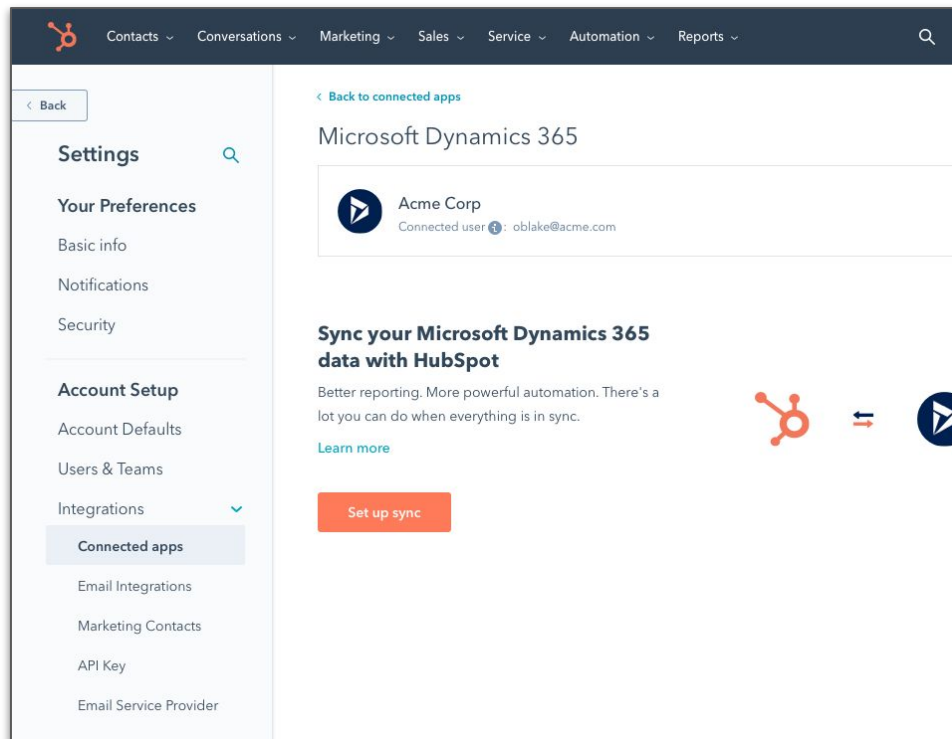 Contacts Conversations Marketing Sales Service Automation Reports
Back
Settings
Your Preferences
Basic info
Notifications
Security
Account Setup
Account Defaults
Users & Teams
Integrations
Connected apps
Email Integrations
Marketing Contacts
API Key
Email Service Provider
Back to connected apps
Microsoft Dynamics 365
Acme Corp
Connected user i : oblake@acme.com
Sync your Microsoft Dynamics 365
data with HubSpot
Better reporting. More powerful automation. There's a
lot you can do when everything is in sync.
Learn more
Set up sync